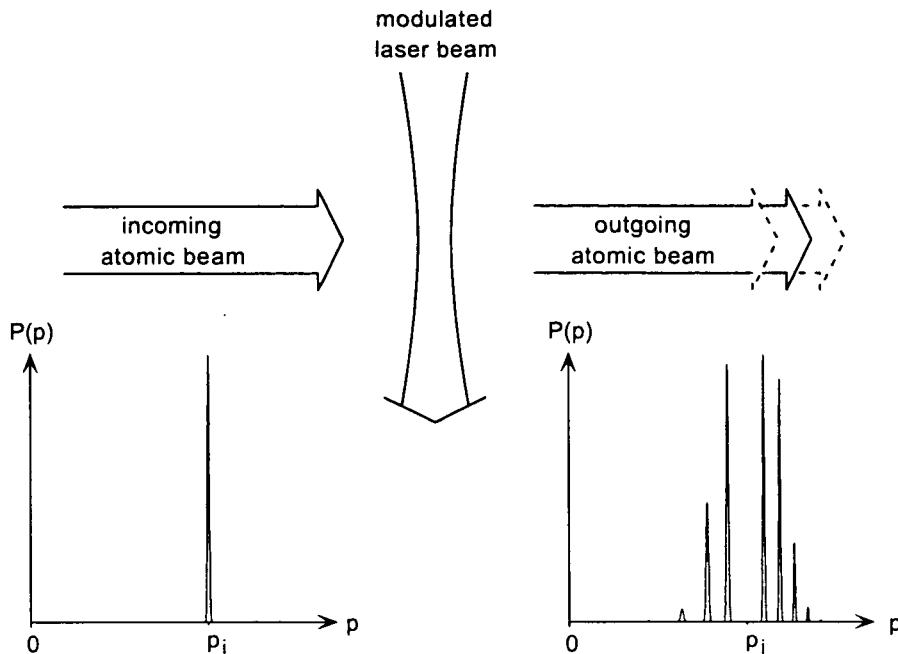 modulated
laser beam
incoming
atomic beam
outgoing
atomic beam
P(p)
P(p)
0
p_i
p
0
p_i
p